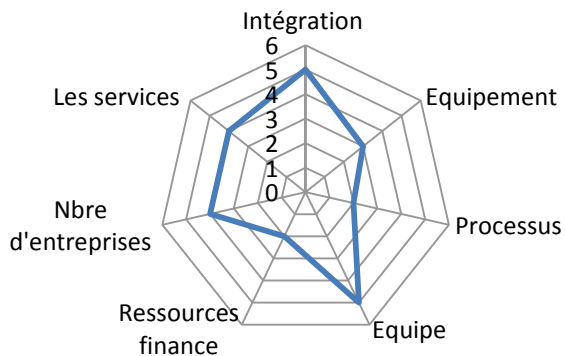 Intégration
6
5
4
3
2
1
0
Equipement
Processus
Equipe
Ressources
finance
Nbre
d'entreprises
Les services